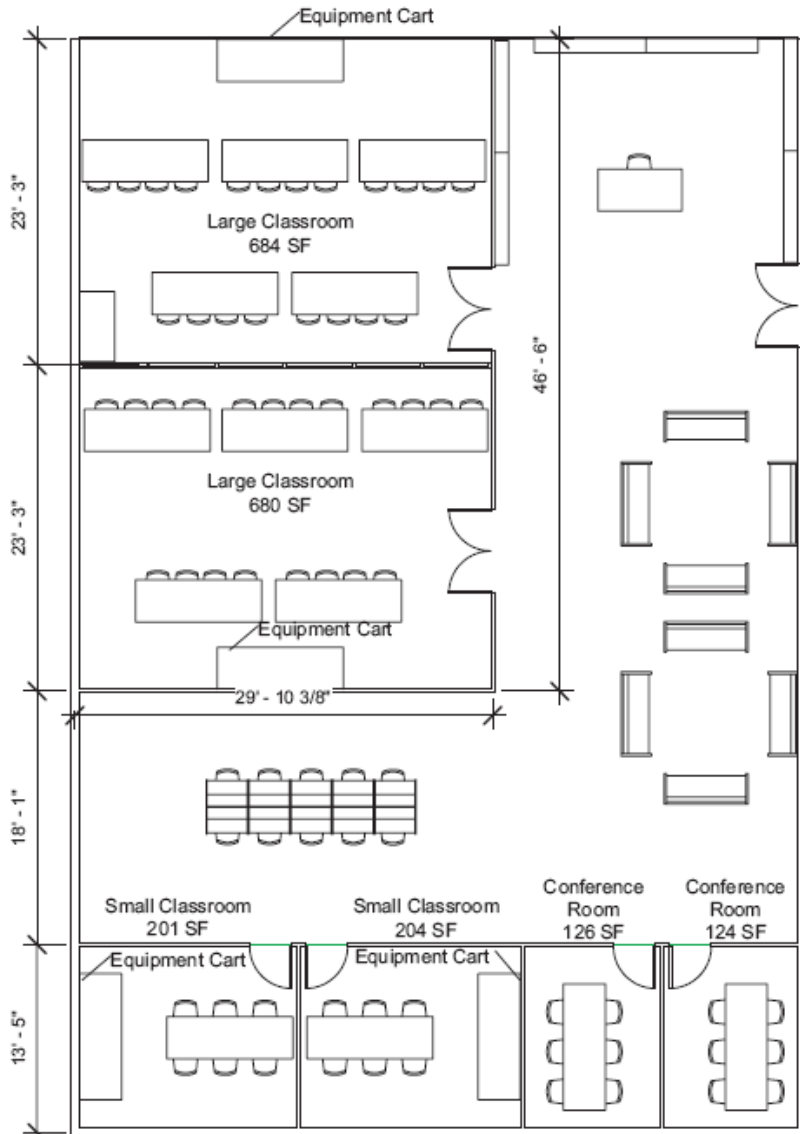 Equipment Cart
23' - 3"
Large Classroom
684 SF
46' - 6"
23' - 3"
Large Classroom
680 SF
Equipment Cart
29' - 10 3/8"
18' - 1"
Small Classroom
201 SF
Small Classroom
204 SF
Conference
Room
126 SF
Conference
Room
124 SF
Equipment Cart
Equipment Cart
13' - 5"